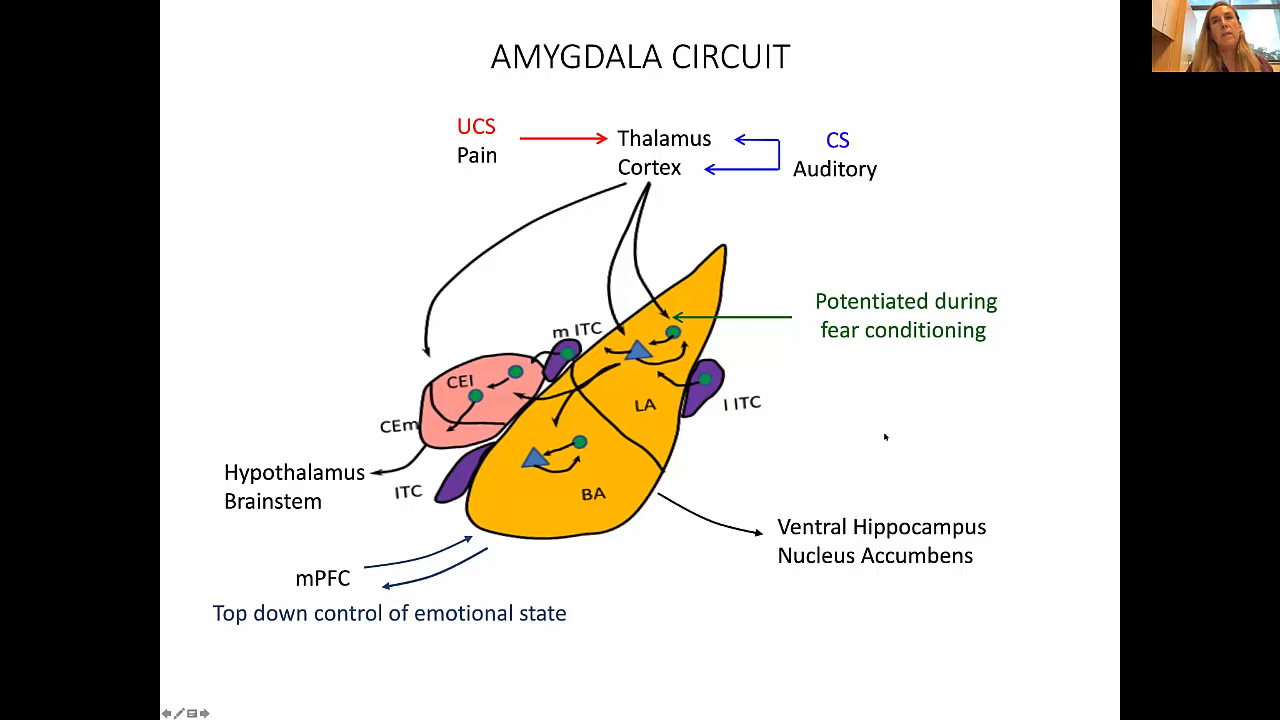 AMYGDALA CIRCUIT
UCS
Pain
Thalamus
Cortex
CS
Auditory
Potentiated during
fear conditioning
m ITC
CEl
CEm
LA
l ITC
Hypothalamus
Brainstem
ITC
BA
Ventral Hippocampus
Nucleus Accumbens
mPFC
Top down control of emotional state